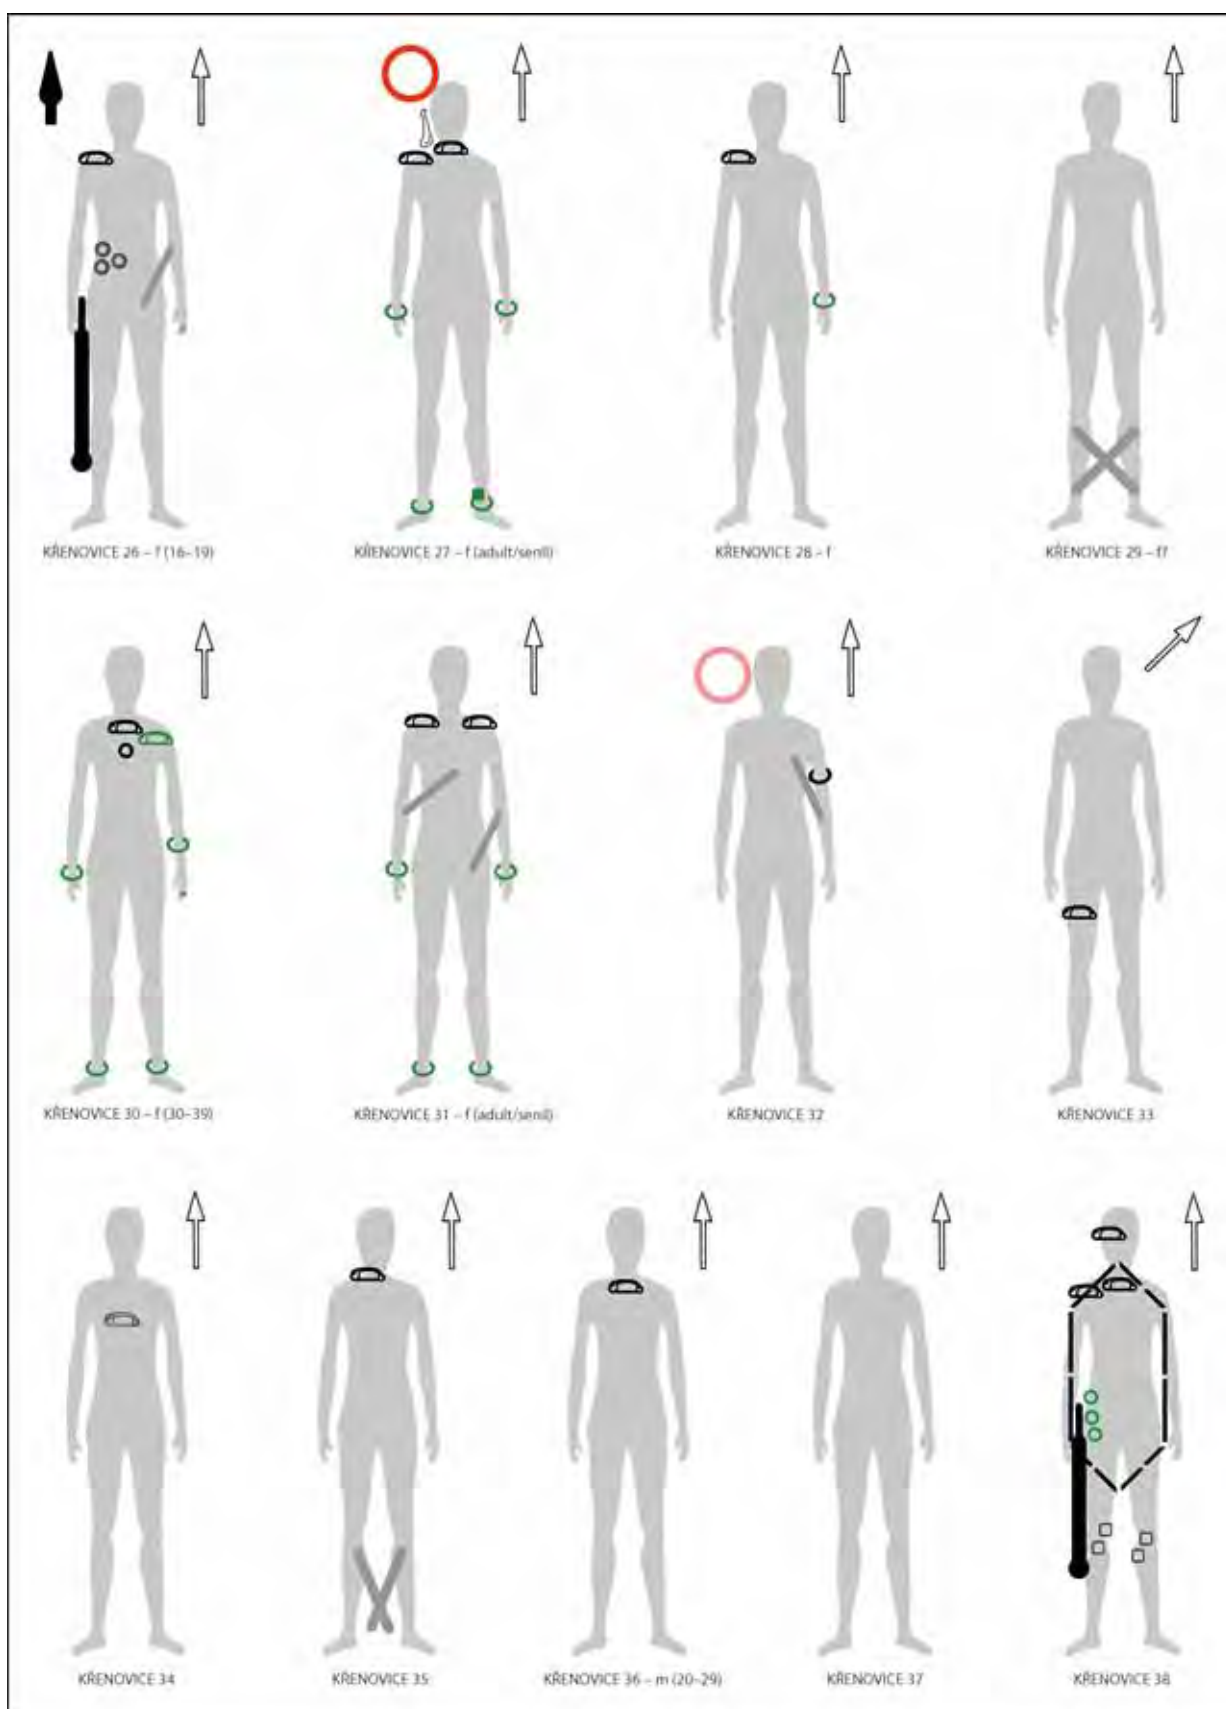 KŘENOVICE 26 – f (16–19)
KŘENOVICE 27 – f (adult/senil)
KŘENOVICE 28 – f
KŘENOVICE 29 – f?
KŘENOVICE 30 – f (30–39)
KŘENOVICE 31 – f (adult/senil)
KŘENOVICE 32
KŘENOVICE 33
KŘENOVICE 34
KŘENOVICE 35
KŘENOVICE 36 – m (20–29)
KŘENOVICE 37
KŘENOVICE 38